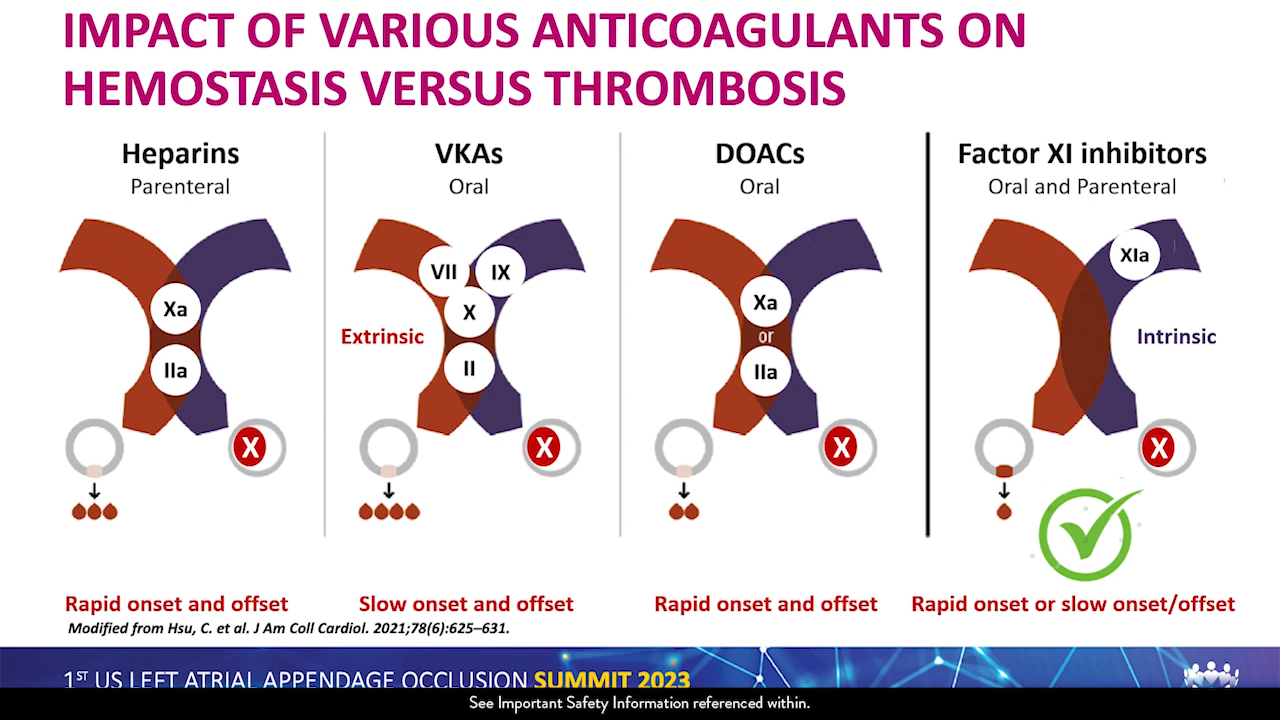 IMPACT OF VARIOUS ANTICOAGULANTS ON
HEMOSTASIS VERSUS THROMBOSIS
Heparins
Parenteral
Xa
IIa
X
Rapid onset and offset
VKAs
Oral
VII
IX
X
Extrinsic
II
X
Slow onset and offset
DOACs
Oral
Xa
or
IIa
X
Rapid onset and offset
Factor XI inhibitors
Oral and Parenteral
XIa
Intrinsic
X
Rapid onset or slow onset/offset
Modified from Hsu, C. et al. J Am Coll Cardiol. 2021;78(6):625–631.
1ST US LEFT ATRIAL APPENDAGE OCCLUSION SUMMIT 2023
See Important Safety Information referenced within.